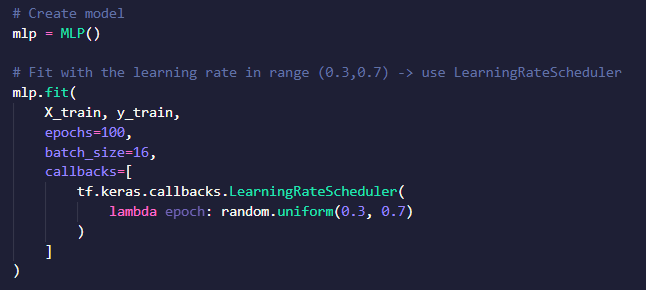 # Create model
mlp = MLP()
# Fit with the learning rate in range (0.3,0.7) -> use LearningRateScheduler
mlp.fit(
    X_train, y_train,
    epochs=100,
    batch_size=16,
    callbacks=[
        tf.keras.callbacks.LearningRateScheduler(
            lambda epoch: random.uniform(0.3, 0.7)
        )
    ]
)